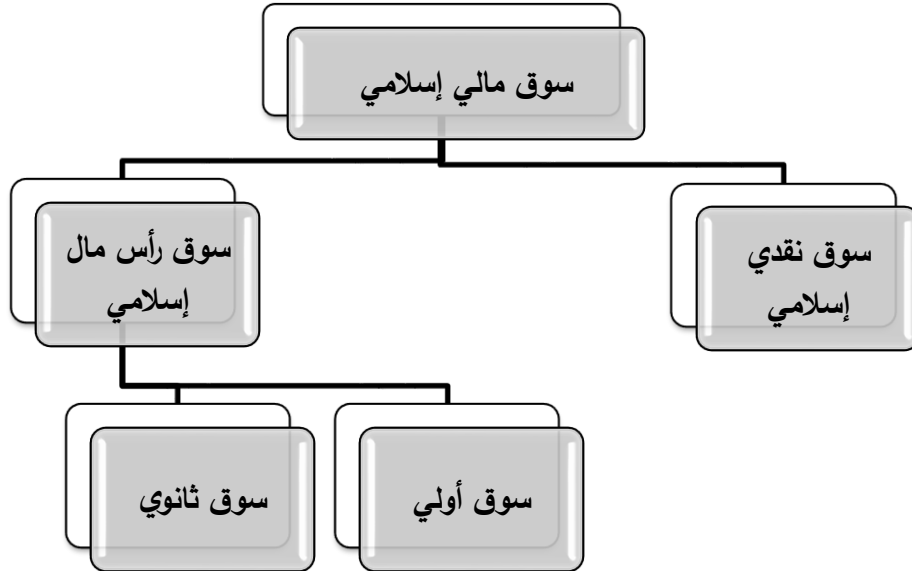 سوق مالي إسلامي
سوق نقدي
إسلامي
سوق رأس مال
إسلامي
سوق أولي
سوق ثانوي